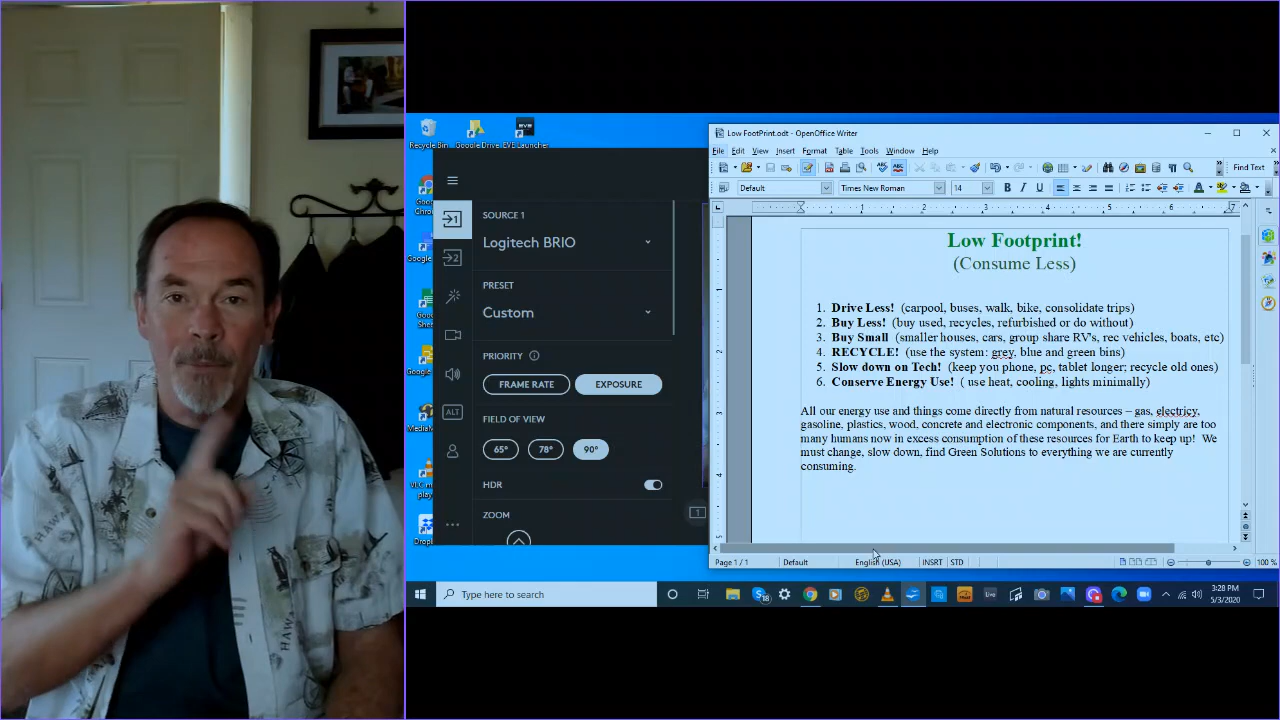 Recycle Bin
Google Drive
EVE Launcher
EVE
SOURCE 1
Logitech BRIO
PRESET
Custom
PRIORITY
FRAME RATE
EXPOSURE
FIELD OF VIEW
65°
78°
90°
HDR
ZOOM
ALT
Low FootPrint.odt - OpenOffice Writer
File Edit View Insert Format Table Tools Window Help
Find Text
Default
Times New Roman
14
B I U
Low Footprint!
(Consume Less)
1. Drive Less! (carpool, buses, walk, bike, consolidate trips)
2. Buy Less! (buy used, recycles, refurbished or do without)
3. Buy Small (smaller houses, cars, group share RV's, rec vehicles, boats, etc)
4. RECYCLE! (use the system: grey, blue and green bins)
5. Slow down on Tech! (keep you phone, pc, tablet longer; recycle old ones)
6. Conserve Energy Use! ( use heat, cooling, lights minimally)
All our energy use and things come directly from natural resources – gas, electricy,
gasoline, plastics, wood, concrete and electronic components, and there simply are too
many humans now in excess consumption of these resources for Earth to keep up! We
must change, slow down, find Green Solutions to everything we are currently
consuming.
Page 1 / 1
Default
English (USA)
INSRT
STD
100 %
Type here to search
3:28 PM
5/3/2020